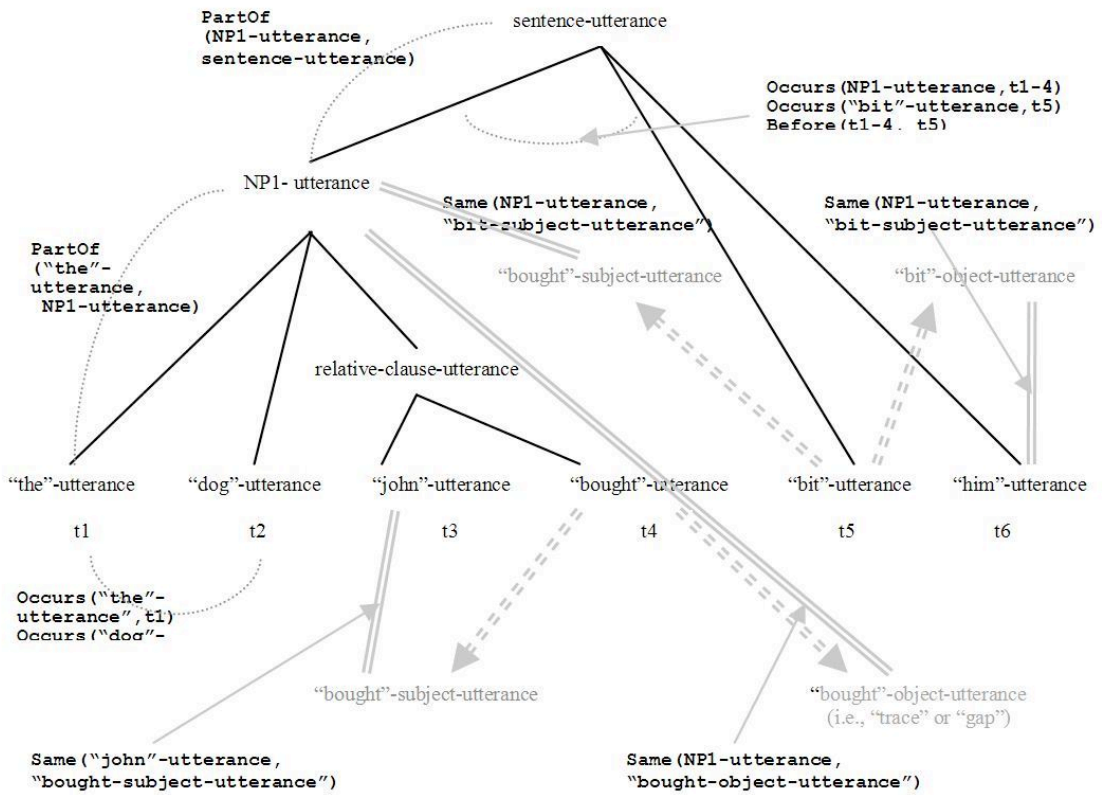 PartOf
(NP1-utterance,
sentence-utterance)
sentence-utterance
Occurs(NP1-utterance,t1-4)
Occurs(“bit”-utterance,t5)
Before(t1-4, t5)
NP1- utterance
Same(NP1-utterance,
“bit-subject-utterance”)
Same(NP1-utterance,
“bit-subject-utterance”)
PartOf
(“the”-
utterance,
NP1-utterance)
“bought”-subject-utterance
“bit”-object-utterance
relative-clause-utterance
“the”-utterance
“dog”-utterance
“john”-utterance
“bought”-utterance
“bit”-utterance
“him”-utterance
t1
t2
t3
t4
t5
t6
Occurs(“the”-
utterance”,t1)
Occurs(“dog”-
“bought”-subject-utterance
“bought”-object-utterance
(i.e., “trace” or “gap”)
Same(“john”-utterance,
“bought-subject-utterance”)
Same(NP1-utterance,
“bought-object-utterance”)